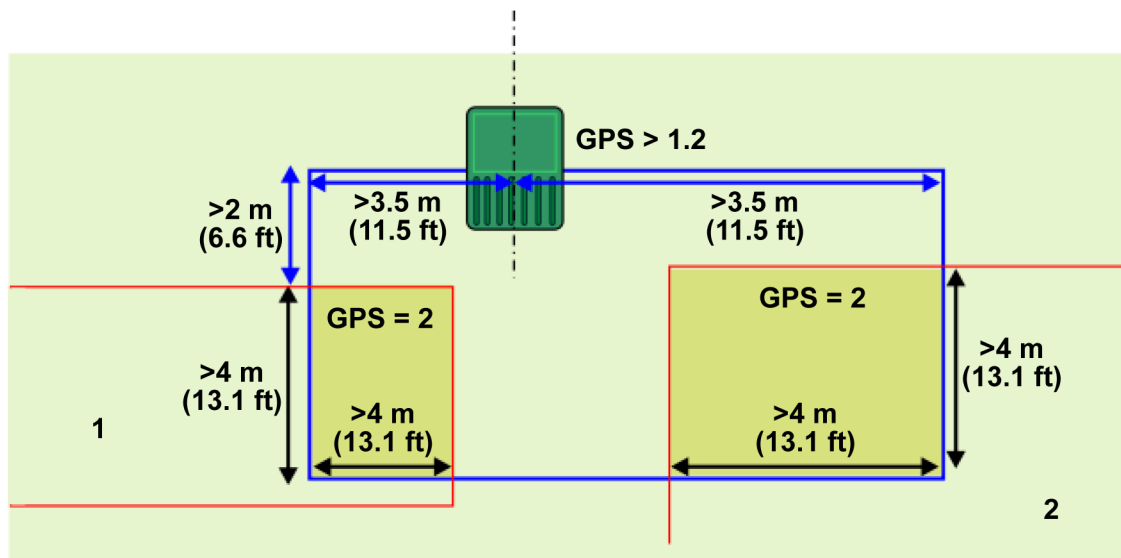 GPS > 1.2
>2 m
(6.6 ft)
>3.5 m
(11.5 ft)
>3.5 m
(11.5 ft)
GPS = 2
GPS = 2
>4 m
(13.1 ft)
>4 m
(13.1 ft)
>4 m
(13.1 ft)
>4 m
(13.1 ft)
1
2